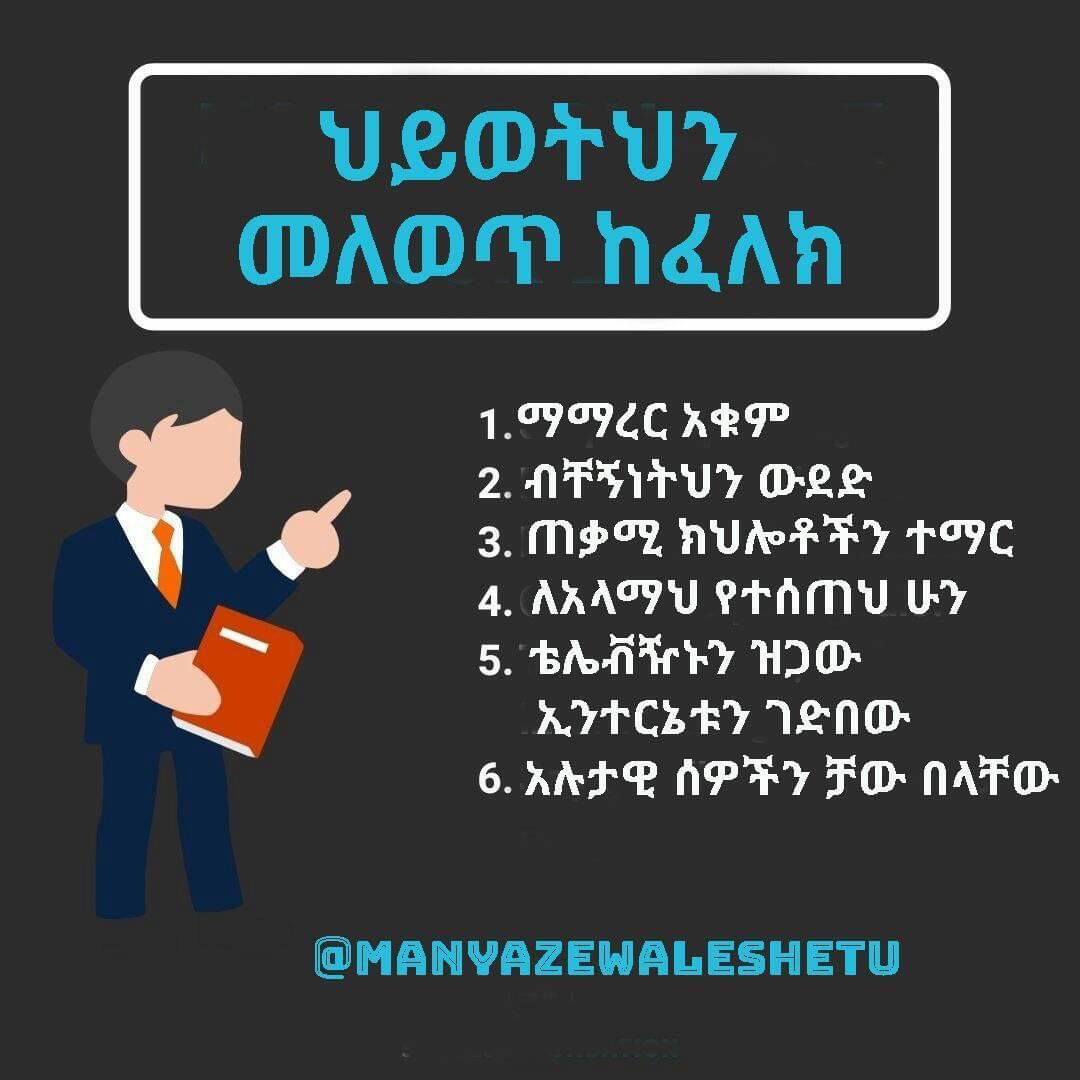 ህይወትህን
መለወጥ ከፈለክ
1. ማማረር አቁም
2. ብቸኝነትህን ውደድ
3. ጠቃሚ ክህሎቶችን ተማር
4. ለአላማህ የተሰጠህ ሁን
5. ቴሌቭዥኑን ዝጋው
ኢንተርኔቱን ገድበው
6. አሉታዊ ሰዎችን ቻው በላቸው
@MANYAZEWALESHETU